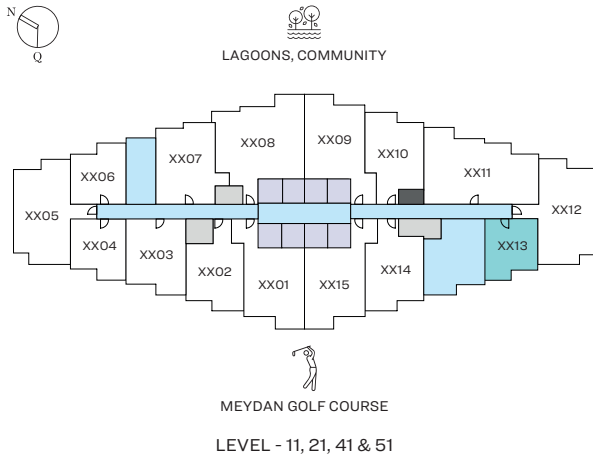 N
Q
LAGOONS, COMMUNITY
XX08
XX09
XX07
XX10
XX06
XX11
XX05
XX12
XX04
XX03
XX02
XX01
XX15
XX14
XX13
MEYDAN GOLF COURSE
LEVEL - 11, 21, 41 & 51